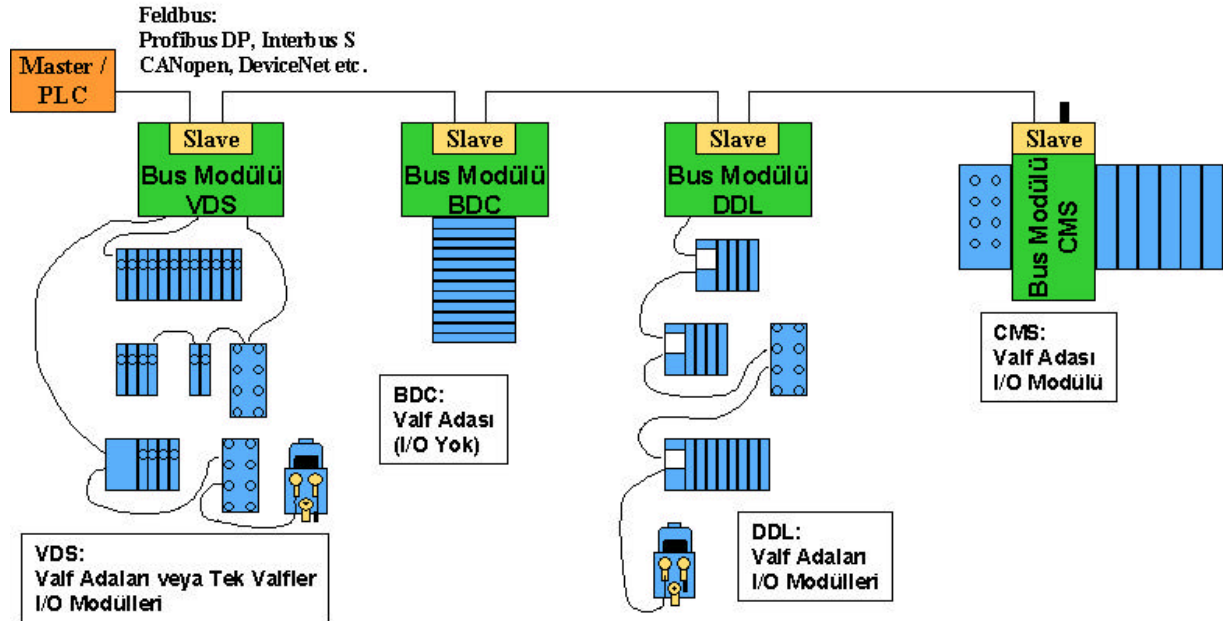 Feldbus:
Profibus DP, Interbus S
CANopen, DeviceNet etc.
Master /
PLC
Slave
Bus Modülü
VDS
Slave
Bus Modülü
BDC
Slave
Bus Modülü
DDL
Slave
Bus Modülü
CMS
CMS:
Valf Adası
I/O Modülü
BDC:
Valf Adası
(I/O Yok)
VDS:
Valf Adaları veya Tek Valfler
I/O Modülleri
DDL:
Valf Adaları
I/O Modülleri